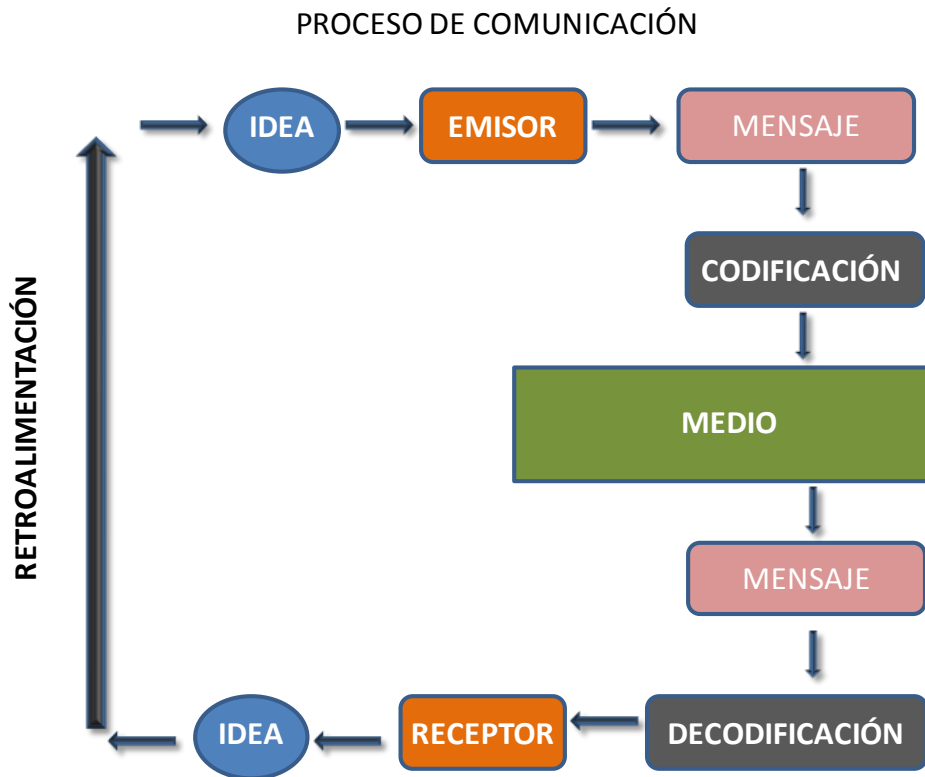 PROCESO DE COMUNICACIÓN
IDEA
EMISOR
MENSAJE
CODIFICACIÓN
MEDIO
MENSAJE
DECODIFICACIÓN
RECEPTOR
IDEA
RETROALIMENTACIÓN